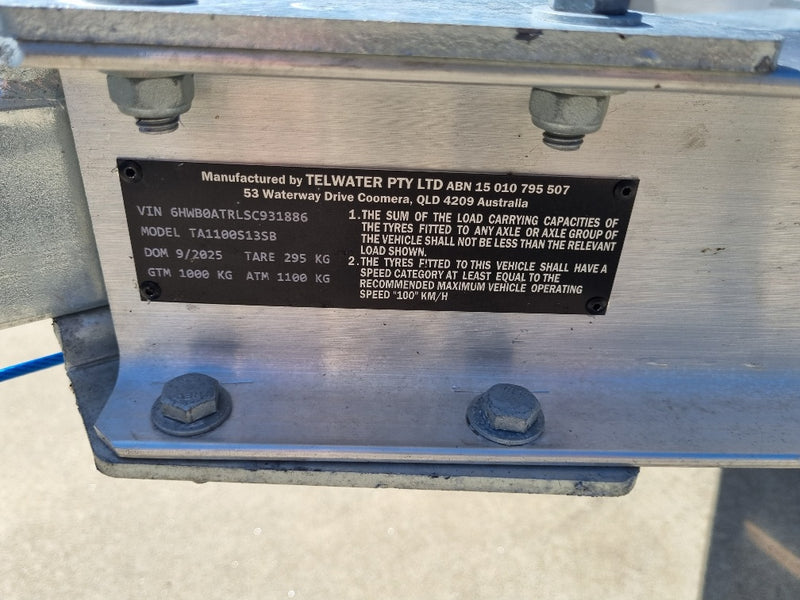 Manufactured by TELWATER PTY LTD ABN 15 010 795 507
53 Waterway Drive Coomera, QLD 4209 Australia
VIN 6HWB0ATRLSC931886
MODEL TA1100S13SB
DOM 9/2025 TARE 295 KG
GTM 1000 KG ATM 1100 KG
1. THE SUM OF THE LOAD CARRYING CAPACITIES OF
THE TYRES FITTED TO ANY AXLE OR AXLE GROUP OF
THE VEHICLE SHALL NOT BE LESS THAN THE RELEVANT
LOAD SHOWN.
2. THE TYRES FITTED TO THIS VEHICLE SHALL HAVE A
SPEED CATEGORY AT LEAST EQUAL TO THE
RECOMMENDED MAXIMUM VEHICLE OPERATING
SPEED "100" KM/H